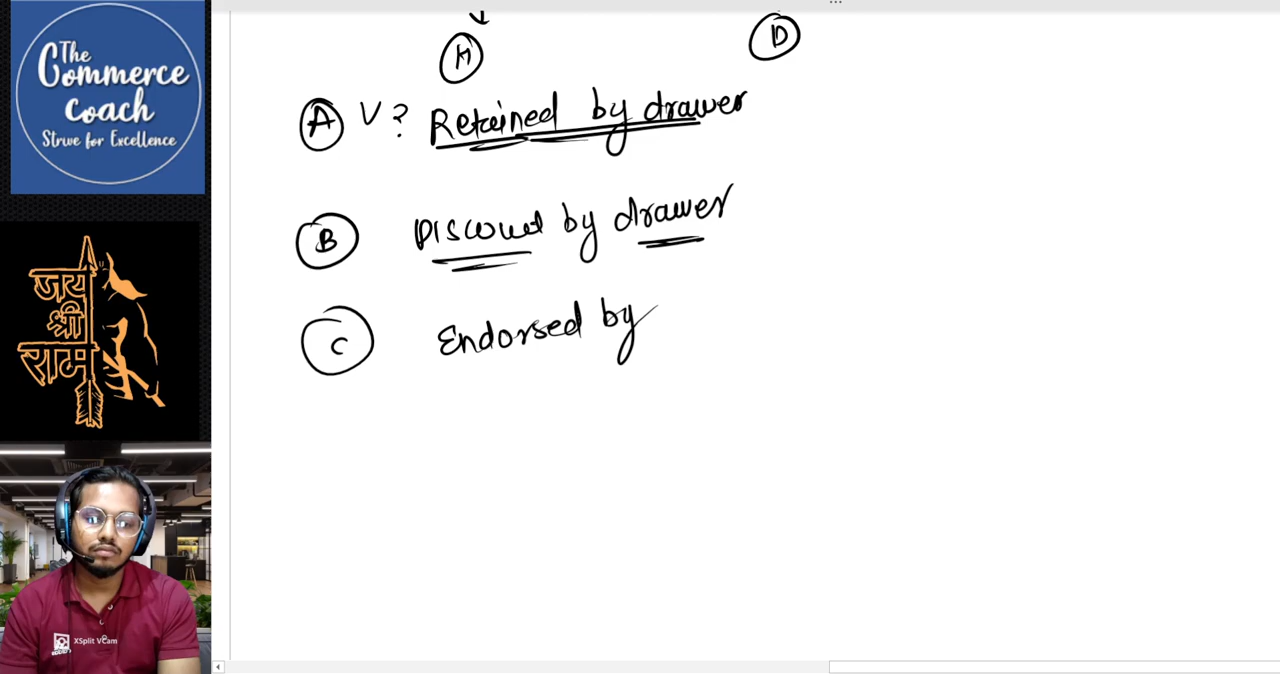 The
Commerce
Coach
Strive for Excellence
जय
श्री
राम
XSplit VCam
H
D
A V? Retained by drawer
B Discount by drawer
C Endorsed by